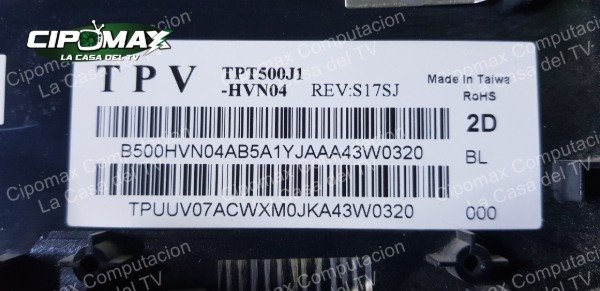 CIPOMAX
LA CASA DEL TV
TPV
TPT500J1
-HVN04 REV:S17SJ
Made In Taiwa
RoHS
2D
B500HVN04AB5A1YJAAA43W0320
BL
TPUUV07ACWXM0JKA43W0320
000
Cipomax Computacion
La Casa del TV